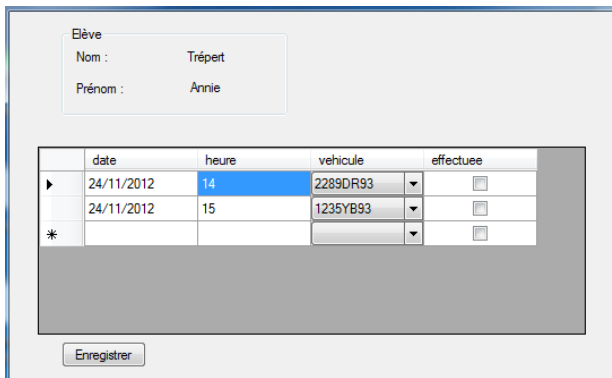 Elève
Nom : Trépert
Prénom : Annie
date heure vehicule effectuee
24/11/2012 14 2289DR93
24/11/2012 15 1235YB93
Enregistrer